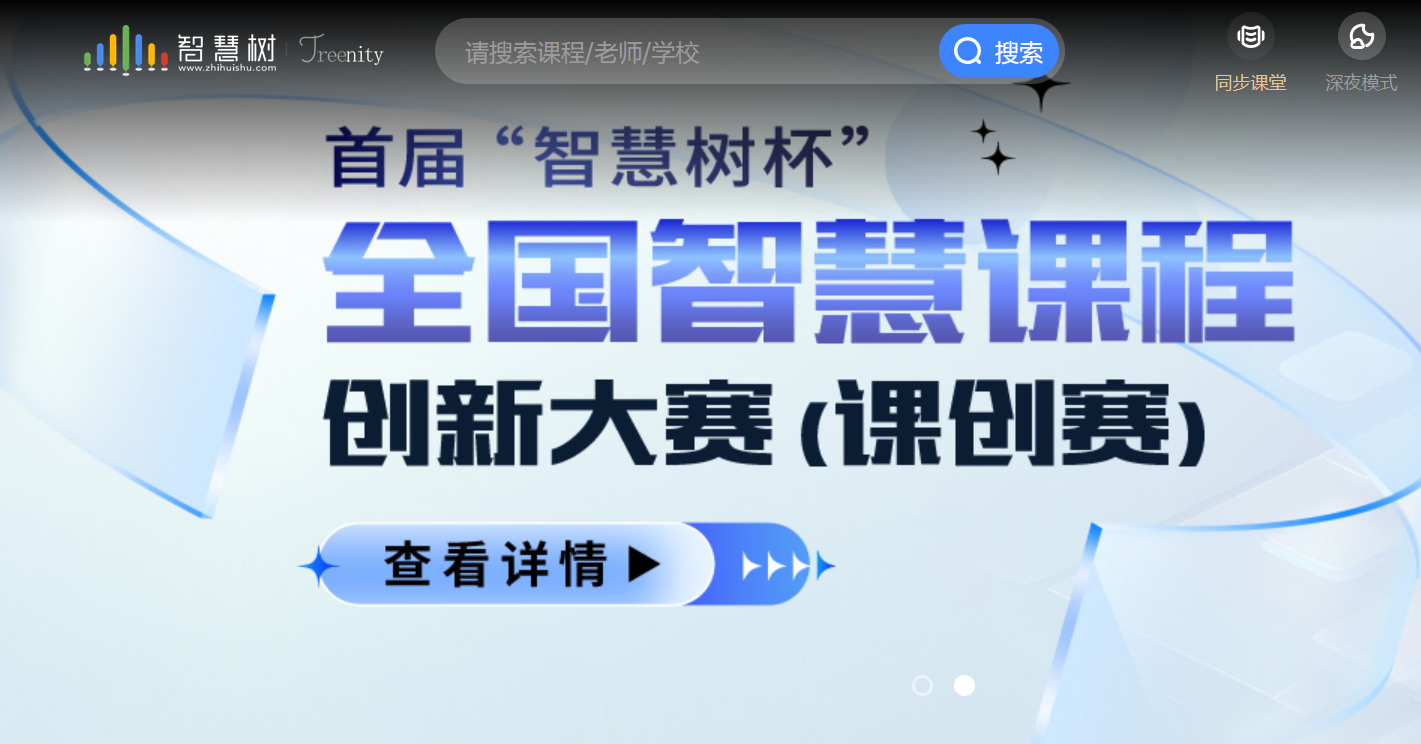 智慧树
www.zhihuishu.com
Treenity
请搜索课程/老师/学校
搜索
同步课堂
深夜模式
首届“智慧树杯”
全国智慧课程
创新大赛(课创赛)
查看详情